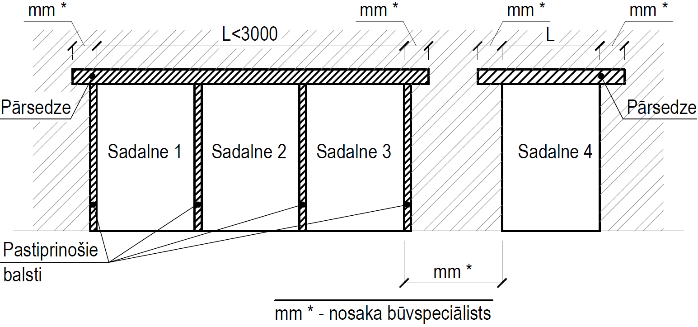 mm *
mm *
mm *
mm *
L<3000
L
Pārsedze
Pārsedze
Sadalne 1
Sadalne 2
Sadalne 3
Sadalne 4
Pastiprinošie
balsti
mm *
mm * - nosaka būvspeciālists